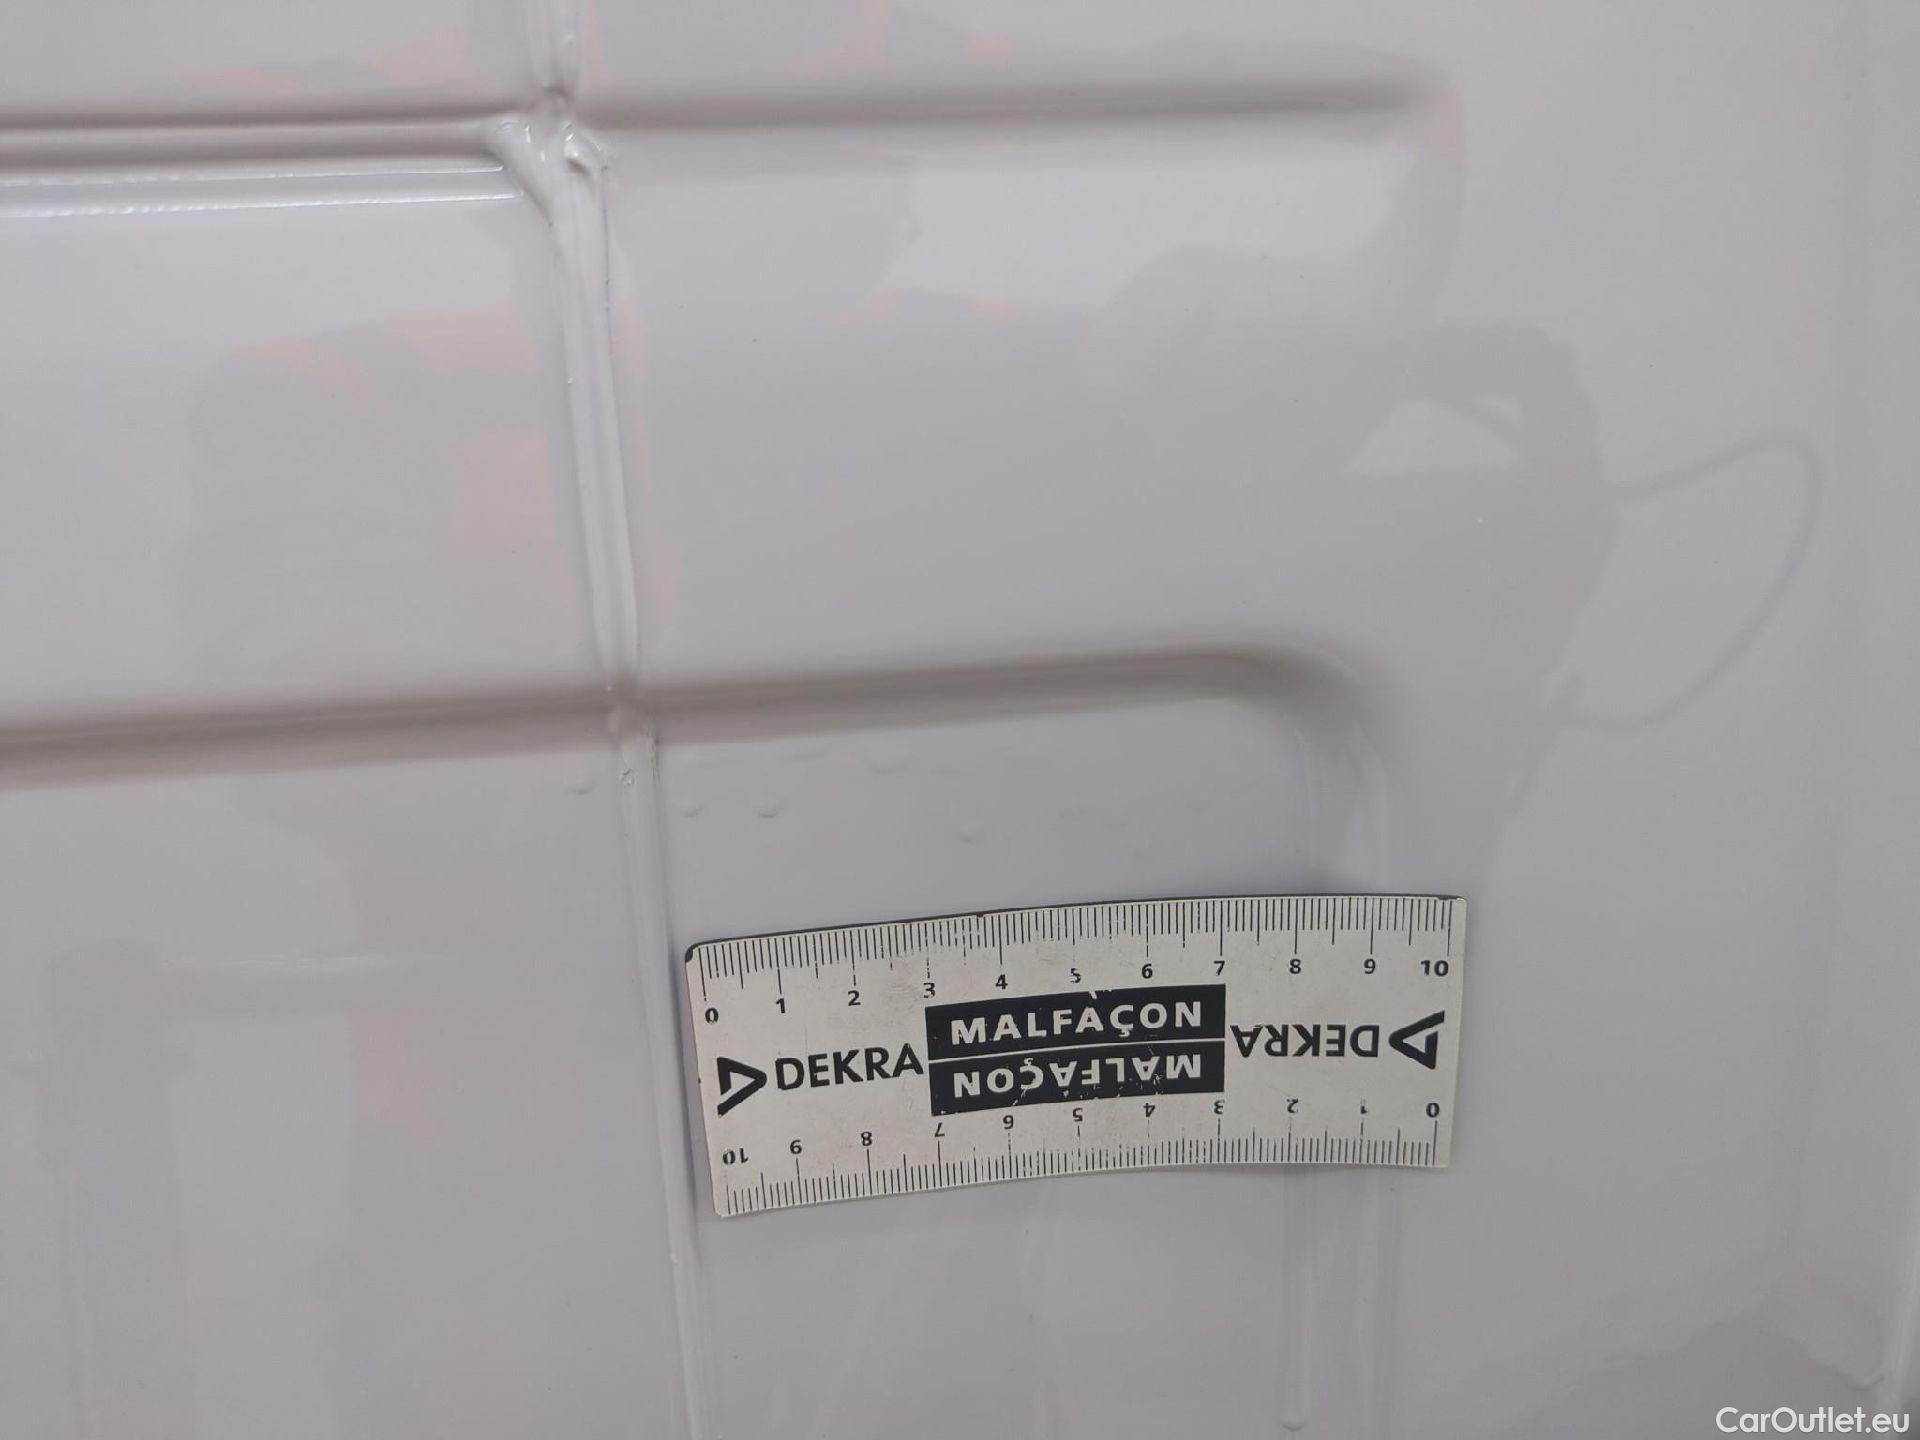 0 1 2 3 4 5 6 7 8 9 10
DEKRA MALFAÇON DEKRA
MALFAÇON
10 9 8 7 6 5 4 3 2 1 0
CarOutlet.eu